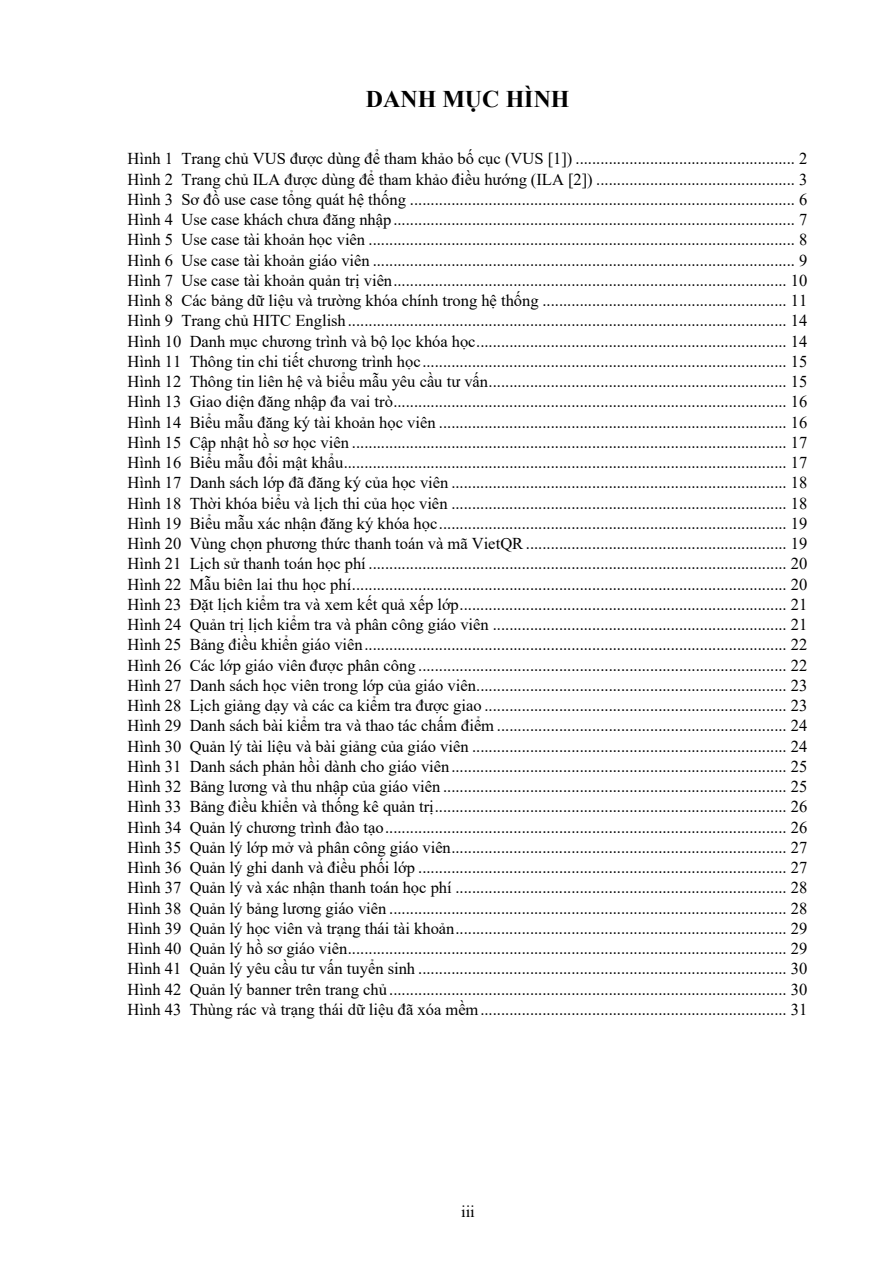 DANH MỤC HÌNH
Hình 1 Trang chủ VUS được dùng để tham khảo bố cục (VUS [1]) ..................................................... 2
Hình 2 Trang chủ ILA được dùng để tham khảo điều hướng (ILA [2]) ................................................ 3
Hình 3 Sơ đồ use case tổng quát hệ thống ............................................................................................. 6
Hình 4 Use case khách chưa đăng nhập ................................................................................................. 7
Hình 5 Use case tài khoản học viên ....................................................................................................... 8
Hình 6 Use case tài khoản giáo viên ...................................................................................................... 9
Hình 7 Use case tài khoản quản trị viên ............................................................................................... 10
Hình 8 Các bảng dữ liệu và trường khóa chính trong hệ thống ........................................................... 11
Hình 9 Trang chủ HITC English .......................................................................................................... 14
Hình 10 Danh mục chương trình và bộ lọc khóa học ........................................................................... 14
Hình 11 Thông tin chi tiết chương trình học ........................................................................................ 15
Hình 12 Thông tin liên hệ và biểu mẫu yêu cầu tư vấn ........................................................................ 15
Hình 13 Giao diện đăng nhập đa vai trò ............................................................................................... 16
Hình 14 Biểu mẫu đăng ký tài khoản học viên .................................................................................... 16
Hình 15 Cập nhật hồ sơ học viên ......................................................................................................... 17
Hình 16 Biểu mẫu đổi mật khẩu ........................................................................................................... 17
Hình 17 Danh sách lớp đã đăng ký của học viên ................................................................................. 18
Hình 18 Thời khóa biểu và lịch thi của học viên ................................................................................. 18
Hình 19 Biểu mẫu xác nhận đăng ký khóa học .................................................................................... 19
Hình 20 Vùng chọn phương thức thanh toán và mã VietQR ............................................................... 19
Hình 21 Lịch sử thanh toán học phí ..................................................................................................... 20
Hình 22 Mẫu biên lai thu học phí ......................................................................................................... 20
Hình 23 Đặt lịch kiểm tra và xem kết quả xếp lớp ............................................................................... 21
Hình 24 Quản trị lịch kiểm tra và phân công giáo viên ....................................................................... 21
Hình 25 Bảng điều khiển giáo viên ...................................................................................................... 22
Hình 26 Các lớp giáo viên được phân công ......................................................................................... 22
Hình 27 Danh sách học viên trong lớp của giáo viên ........................................................................... 23
Hình 28 Lịch giảng dạy và các ca kiểm tra được giao ......................................................................... 23
Hình 29 Danh sách bài kiểm tra và thao tác chấm điểm ...................................................................... 24
Hình 30 Quản lý tài liệu và bài giảng của giáo viên ............................................................................ 24
Hình 31 Danh sách phản hồi dành cho giáo viên ................................................................................. 25
Hình 32 Bảng lương và thu nhập của giáo viên ................................................................................... 25
Hình 33 Bảng điều khiển và thống kê quản trị ..................................................................................... 26
Hình 34 Quản lý chương trình đào tạo ................................................................................................. 26
Hình 35 Quản lý lớp mở và phân công giáo viên ................................................................................. 27
Hình 36 Quản lý ghi danh và điều phối lớp ......................................................................................... 27
Hình 37 Quản lý và xác nhận thanh toán học phí ................................................................................ 28
Hình 38 Quản lý bảng lương giáo viên ................................................................................................ 28
Hình 39 Quản lý học viên và trạng thái tài khoản ................................................................................ 29
Hình 40 Quản lý hồ sơ giáo viên .......................................................................................................... 29
Hình 41 Quản lý yêu cầu tư vấn tuyển sinh ......................................................................................... 30
Hình 42 Quản lý banner trên trang chủ ................................................................................................ 30
Hình 43 Thùng rác và trạng thái dữ liệu đã xóa mềm .......................................................................... 31
iii